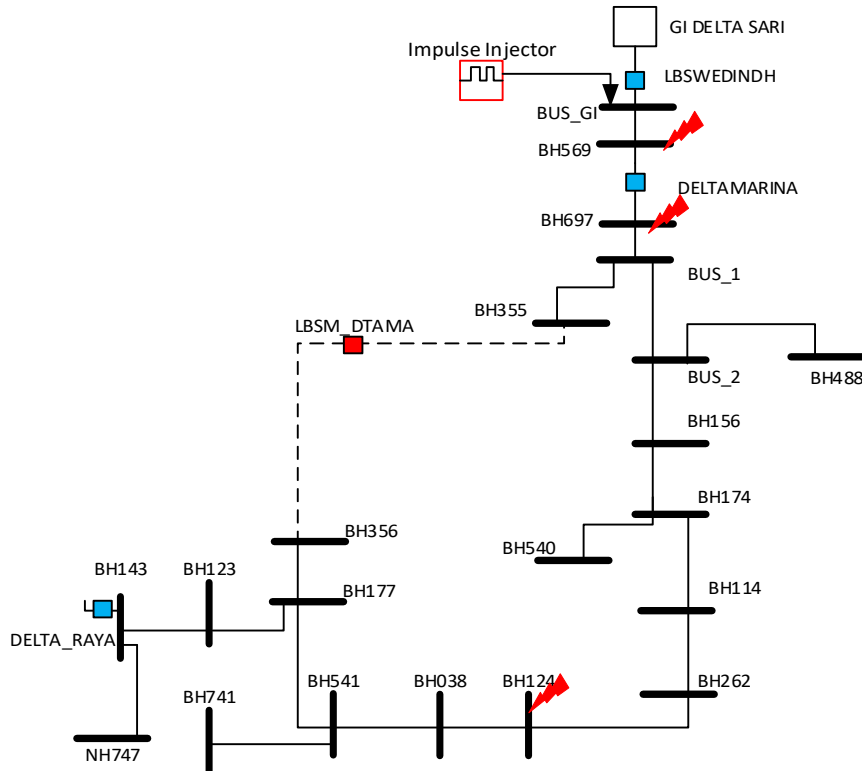 GI DELTA SARI
Impulse Injector
LBSWEDINDH
BUS_GI
BH569
DELTAMARINA
BH697
BUS_1
BH355
LBSM_DTAMA
BUS_2
BH488
BH156
BH174
BH356
BH540
BH143
BH123
BH177
BH114
DELTA_RAYA
BH541
BH038
BH124
BH262
BH741
NH747